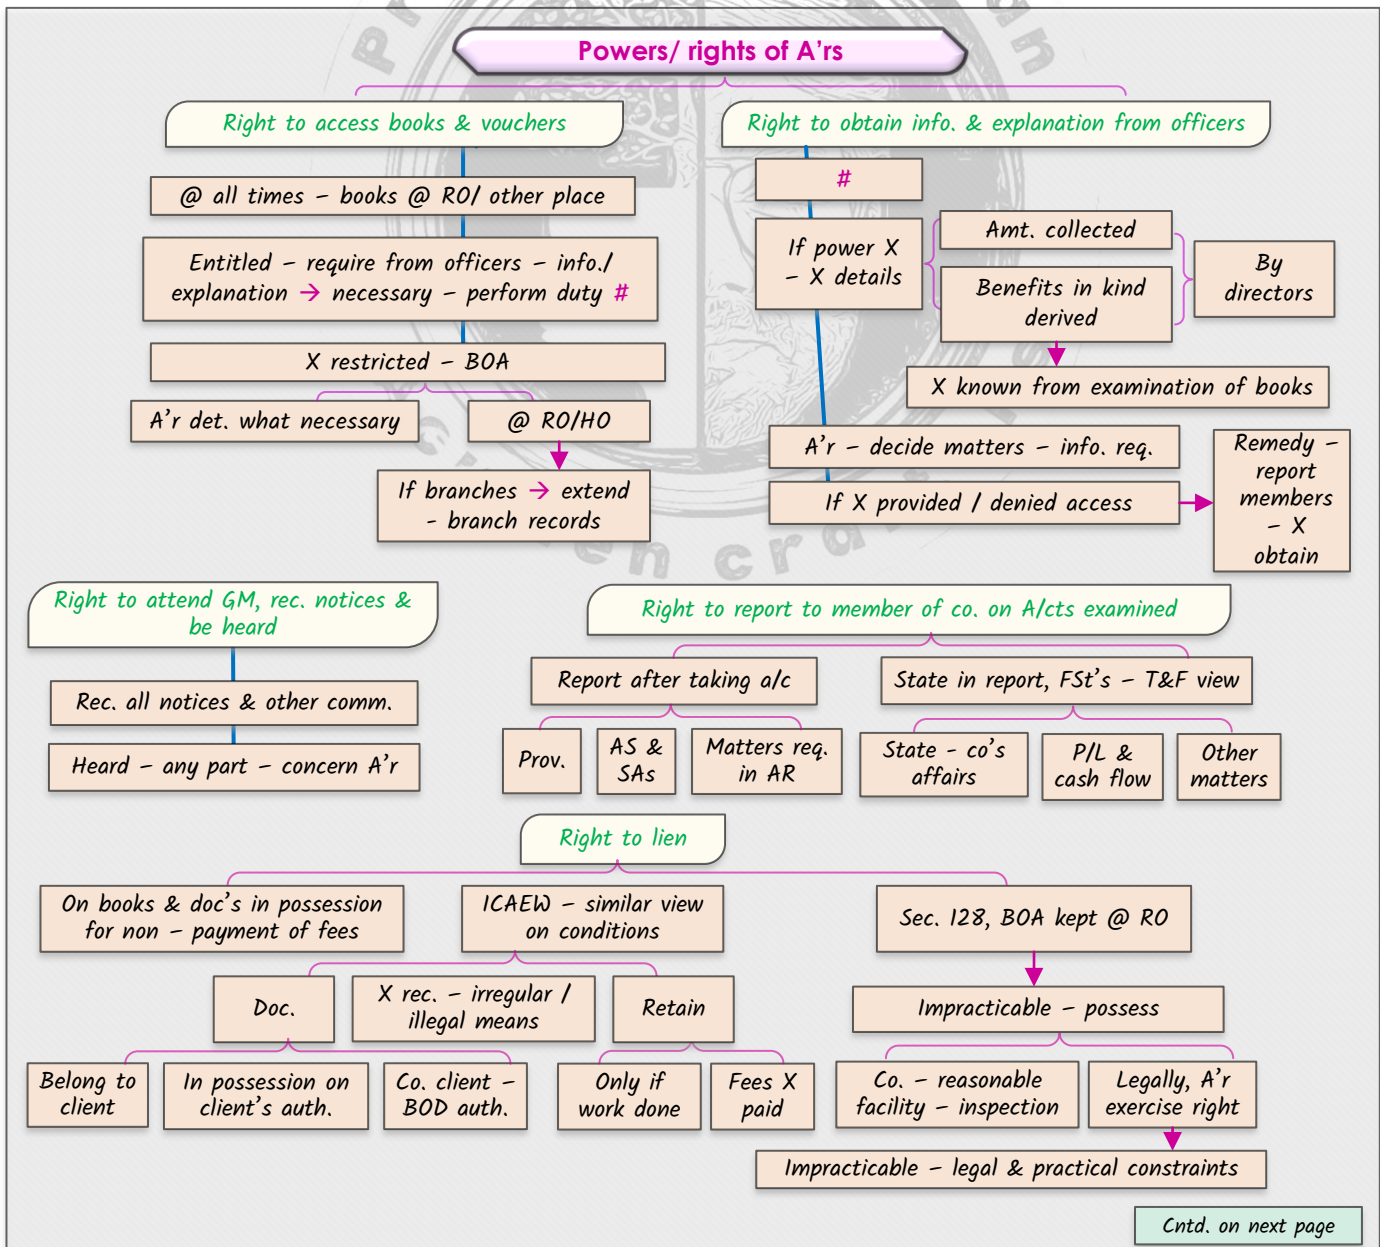 Powers/ rights of A'rs
Right to access books & vouchers
@ all times – books @ RO/ other place
Entitled – require from officers – info./
explanation → necessary – perform duty #
X restricted – BOA
A'r det. what necessary
@ RO/HO
If branches → extend
- branch records
Right to obtain info. & explanation from officers
#
If power X
– X details
Amt. collected
Benefits in kind
derived
By
directors
X known from examination of books
A'r – decide matters – info. req.
If X provided / denied access
Remedy –
report
members
– X
obtain
Right to attend GM, rec. notices &
be heard
Rec. all notices & other comm.
Heard – any part – concern A'r
Right to report to member of co. on A/cts examined
Report after taking a/c
Prov.
AS &
SAs
Matters req.
in AR
State in report, FSt's – T&F view
State – co's
affairs
P/L &
cash flow
Other
matters
Right to lien
On books & doc's in possession
for non – payment of fees
ICAEW – similar view
on conditions
Doc.
X rec. – irregular /
illegal means
Retain
Belong to
client
In possession on
client's auth.
Co. client –
BOD auth.
Only if
work done
Fees X
paid
Sec. 128, BOA kept @ RO
Impracticable – possess
Co. – reasonable
facility – inspection
Legally, A'r
exercise right
Impracticable – legal & practical constraints
Cntd. on next page